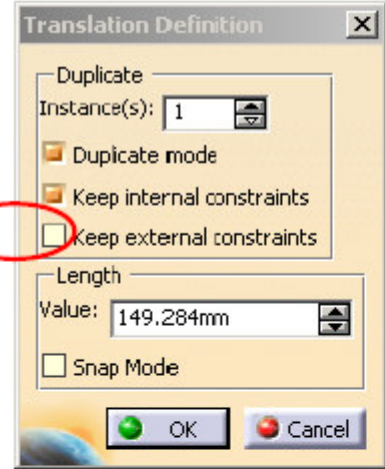 Translation Definition
Duplicate
Instance(s): 1
Duplicate mode
Keep internal constraints
Keep external constraints
Length
Value: 149.284mm
Snap Mode
OK Cancel